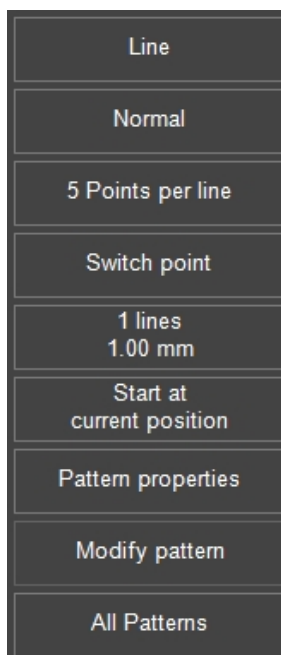 Line
Normal
5 Points per line
Switch point
1 lines
1.00 mm
Start at
current position
Pattern properties
Modify pattern
All Patterns